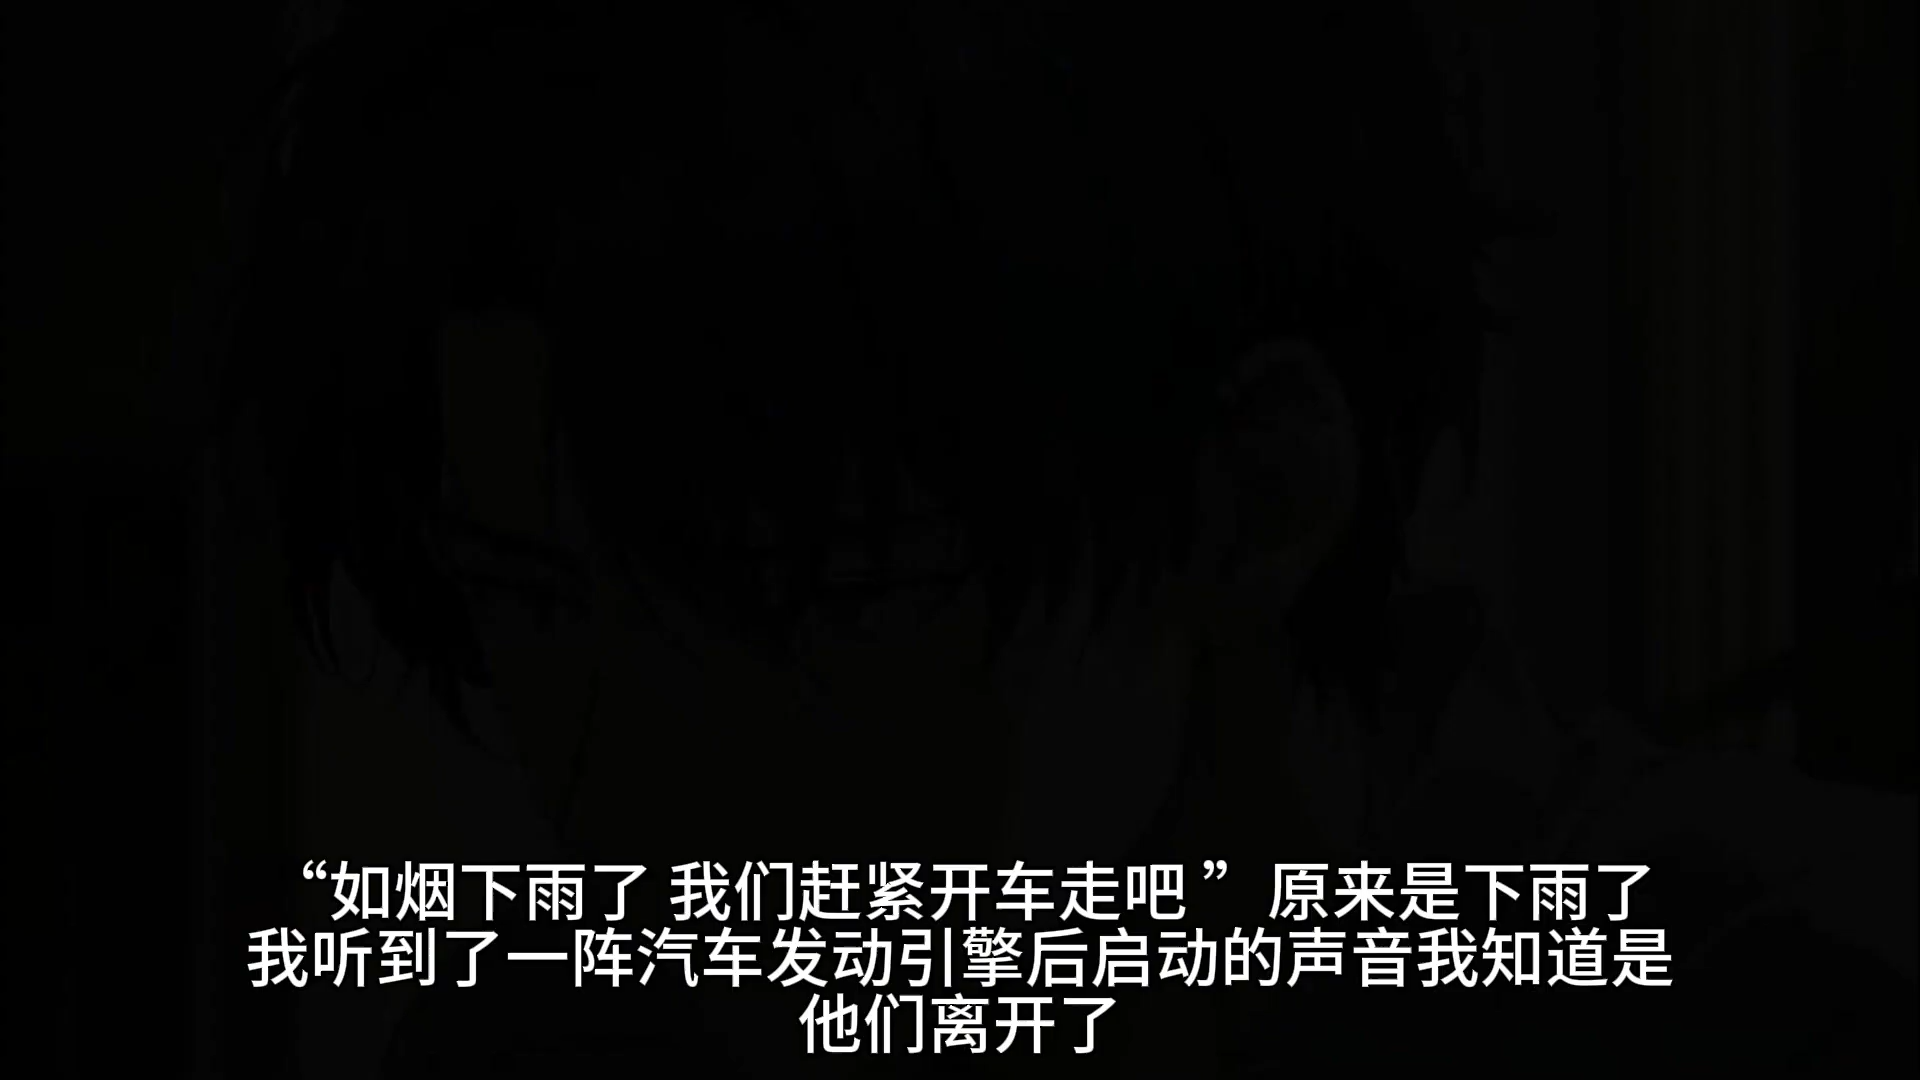 “如烟下雨了 我们赶紧开车走吧 ”原来是下雨了
我听到了一阵汽车发动引擎后启动的声音我知道是
他们离开了